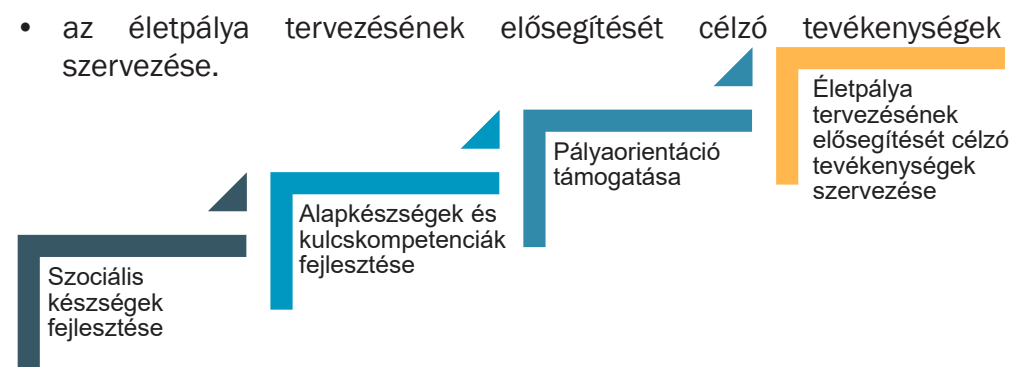 • az életpálya tervezésének elősegítését célzó tevékenységek
szervezése.
Szociális
készségek
fejlesztése
Alapkészségek és
kulcskompetenciák
fejlesztése
Pályaorientáció
támogatása
Életpálya
tervezésének
elősegítését célzó
tevékenységek
szervezése